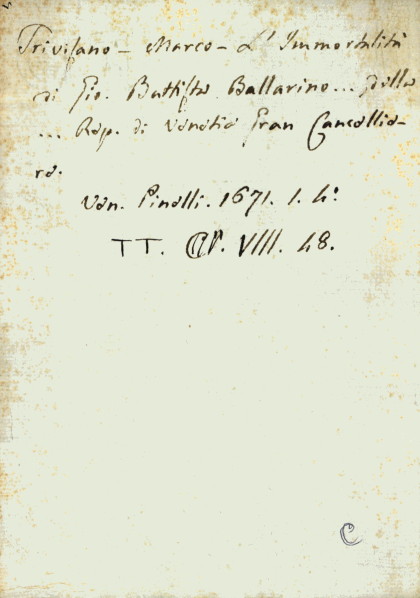 Trivisano - Marco - L'Immortalità
di Gio. Battista Ballarino... della
... Rep. di Venetia Gran Cancellie-
re.
Ven. Pinelli. 1671. 1. 4°
TT. CP. VIII. 48.
C